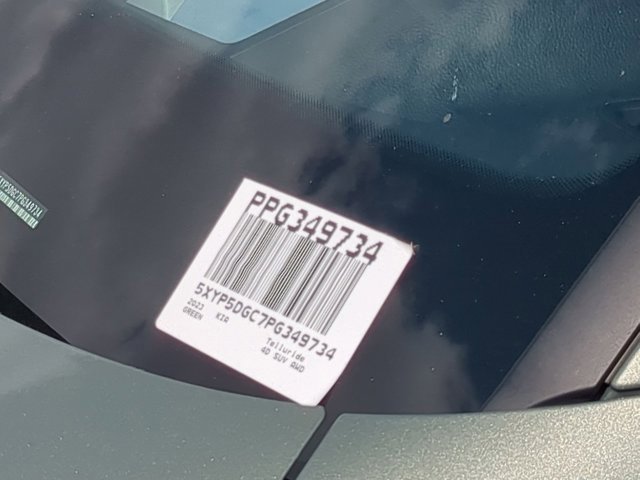 PPG349734
5XYP5DGC7PG349734
2023
GREEN KIA
Telluride
4D SUV AWD